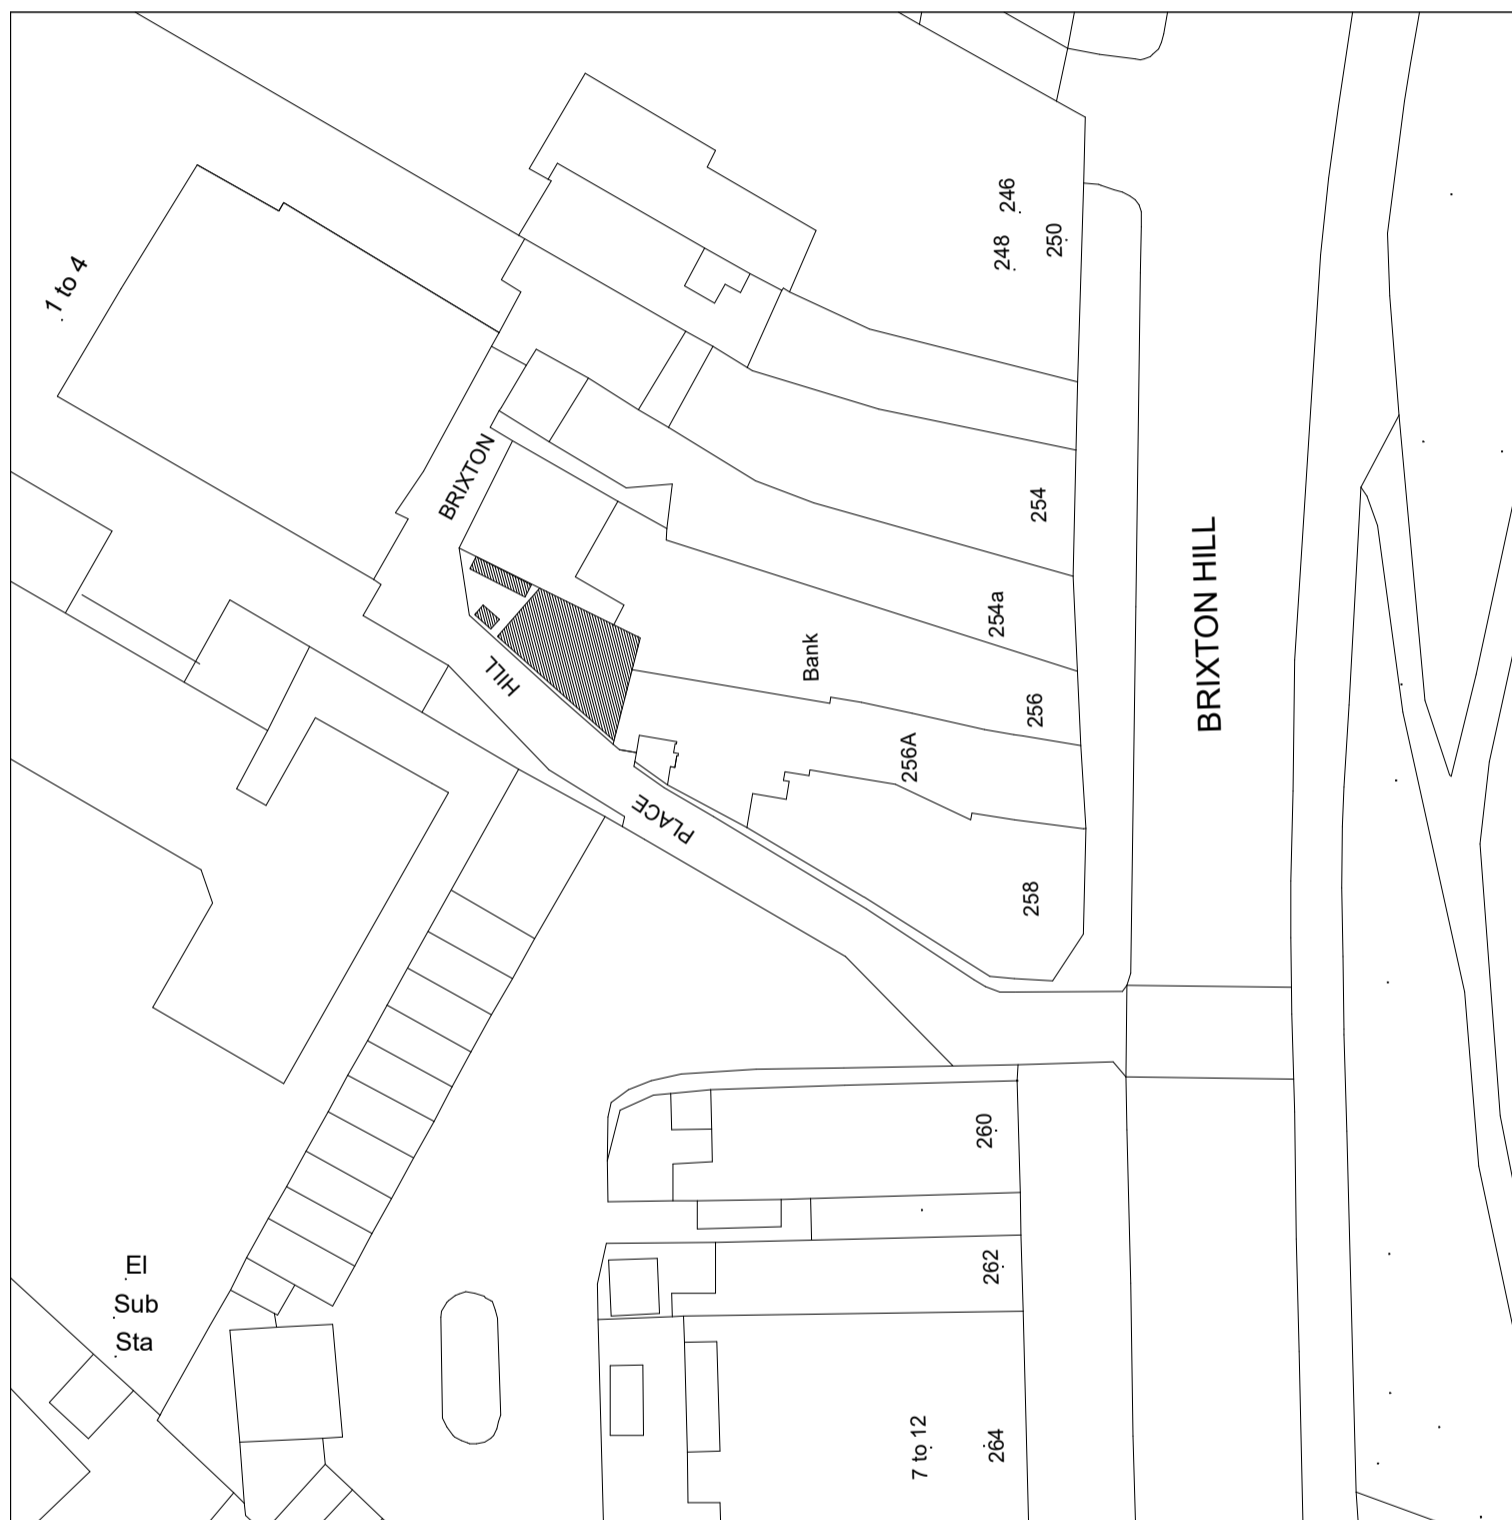 246
248
250
1 to 4
BRIXTON
254
BRIXTON HILL
254a
Bank
HILL
256
256A
PLACE
258
260
El
Sub
Sta
262
7 to 12
264